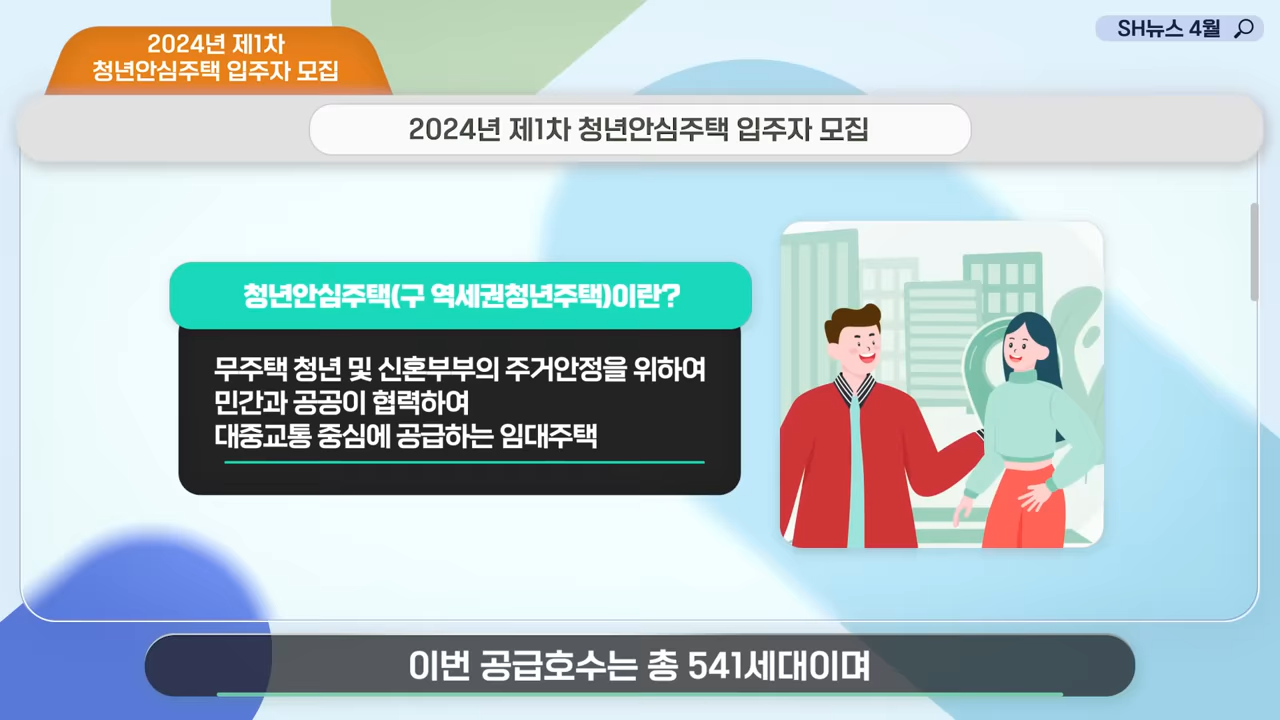 2024년 제1차
청년안심주택 입주자 모집
SH뉴스 4월
2024년 제1차 청년안심주택 입주자 모집
청년안심주택(구 역세권청년주택)이란?
무주택 청년 및 신혼부부의 주거안정을 위하여
민간과 공공이 협력하여
대중교통 중심에 공급하는 임대주택
이번 공급호수는 총 541세대이며